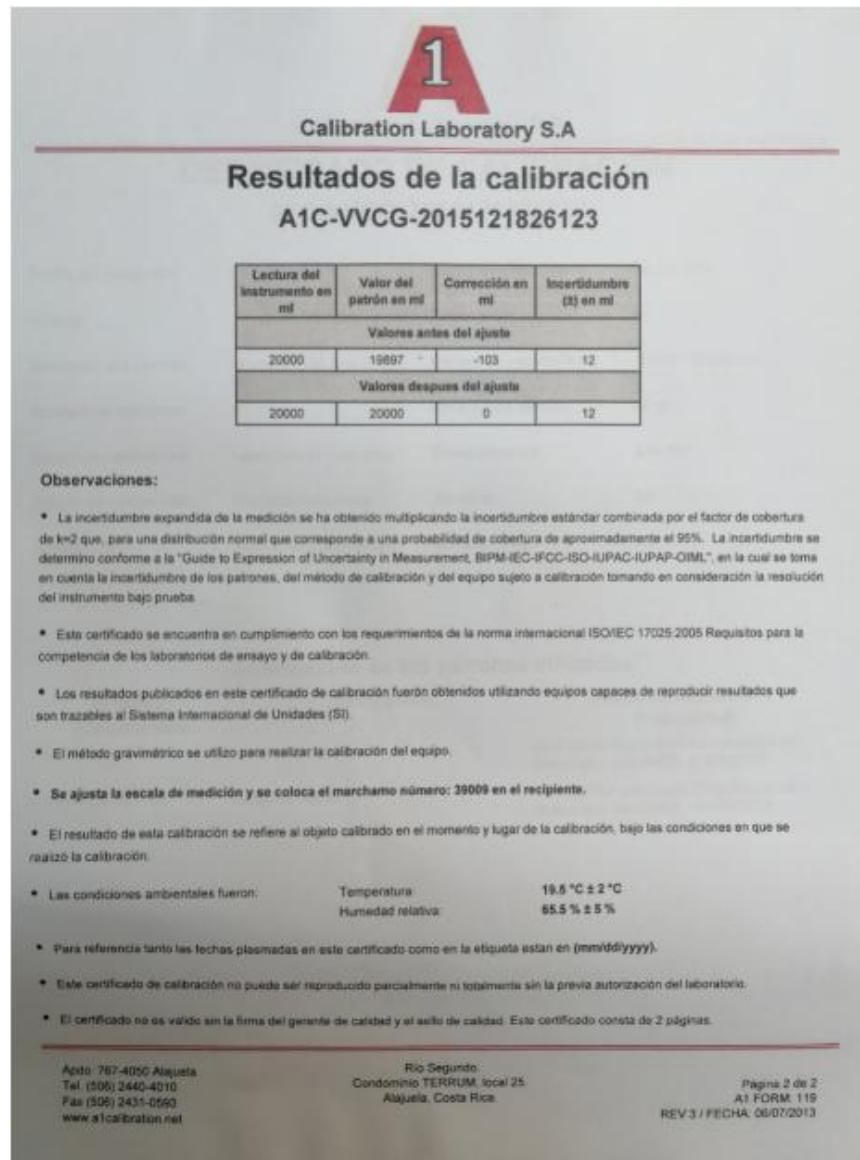 1
A
Calibration Laboratory S.A
Resultados de la calibración
A1C-VVCG-2015121826123
Lectura del instrumento en ml | Valor del patrón en ml | Corrección en ml | Incertidumbre (±) en ml
Valores antes del ajuste
20000 | 19897 | -103 | 12
Valores despues del ajuste
20000 | 20000 | 0 | 12
Observaciones:
* La incertidumbre expandida de la medición se ha obtenido multiplicando la incertidumbre estándar combinada por el factor de cobertura
de k=2 que, para una distribución normal que corresponde a una probabilidad de cobertura de aproximadamente el 95%. La incertidumbre se
determino conforme a la "Guide to Expression of Uncertainty in Measurement, BIPM-IEC-IFCC-ISO-IUPAC-IUPAP-OIML", en la cual se toma
en cuenta la incertidumbre de los patrones, del método de calibración y del equipo sujeto a calibración tomando en consideración la resolución
del instrumento bajo prueba.
* Este certificado se encuentra en cumplimiento con los requerimientos de la norma internacional ISO/IEC 17025:2005 Requisitos para la
competencia de los laboratorios de ensayo y de calibración.
* Los resultados publicados en este certificado de calibración fuerón obtenidos utilizando equipos capaces de reproducir resultados que
son trazables al Sistema Internacional de Unidades (SI).
* El método gravimétrico se utilizo para realizar la calibración del equipo.
* Se ajusta la escala de medición y se coloca el marchamo número: 39009 en el recipiente.
* El resultado de esta calibración se refiere al objeto calibrado en el momento y lugar de la calibración, bajo las condiciones en que se
realizó la calibración.
* Las condiciones ambientales fueron: Temperatura: 19.5 °C ± 2 °C
Humedad relativa: 65.5 % ± 5 %
* Para referencia tanto las fechas plasmadas en este certificado como en la etiqueta estan en (mm/dd/yyyy).
* Este certificado de calibración no puede ser reproducido parcialmente ni totalmente sin la previa autorización del laboratorio.
* El certificado no es valido sin la firma del gerente de calidad y el sello de calidad. Este certificado consta de 2 páginas.
Apdo: 767-4050 Alajuela
Tel. (506) 2440-4010
Fax (506) 2431-0593
www.a1calibration.net
Río Segundo.
Condominio TERRUM, local 25.
Alajuela, Costa Rica.
Página 2 de 2
A1 FORM: 119
REV 3 / FECHA: 06/07/2013